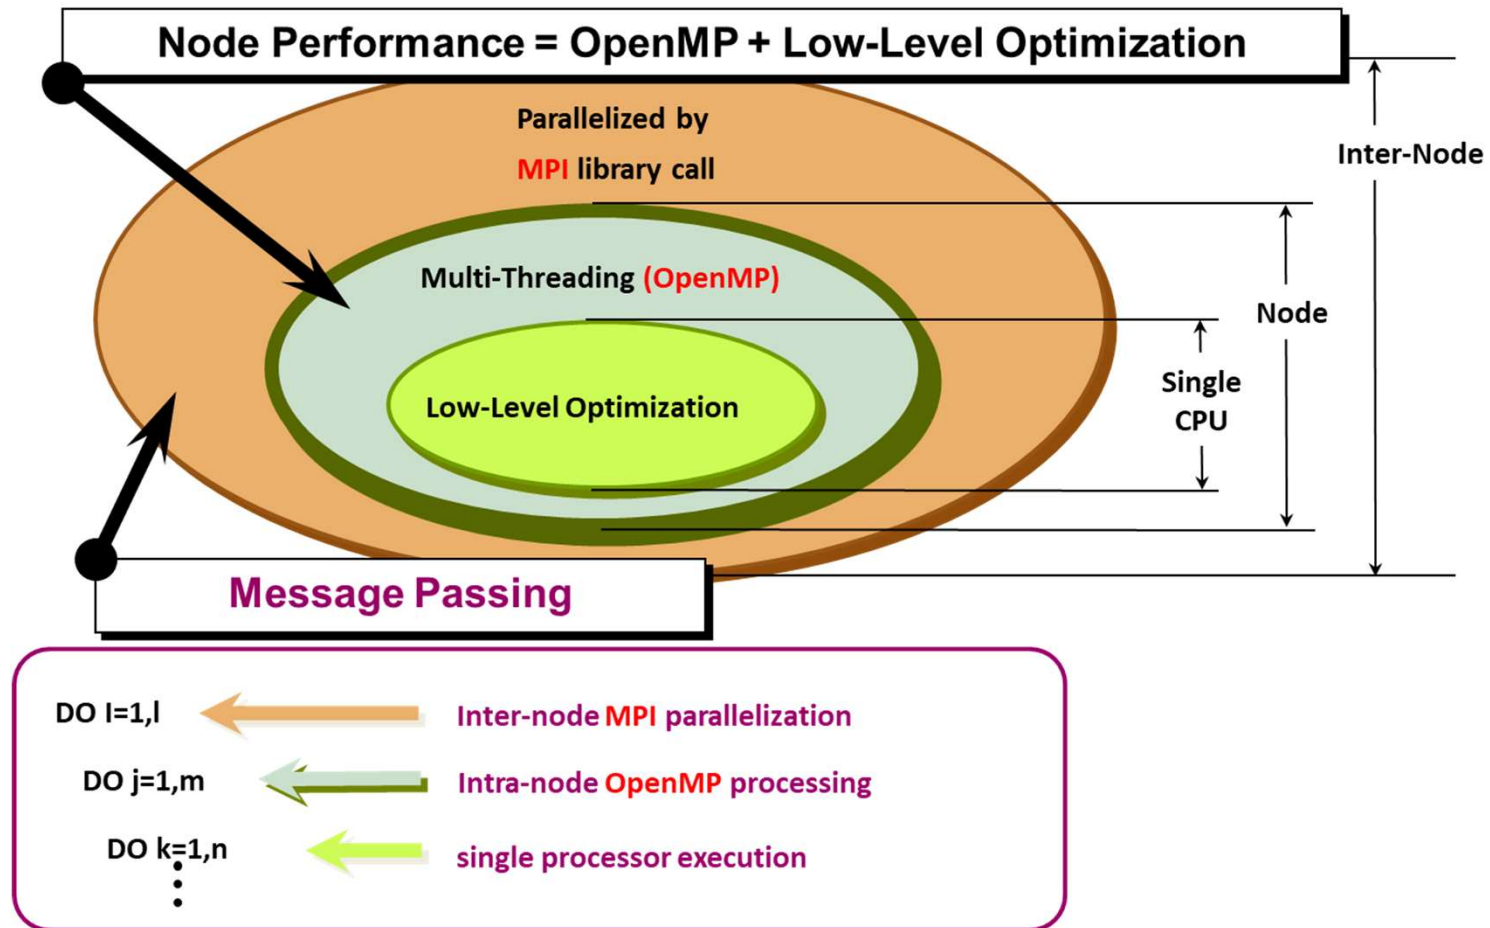 Node Performance = OpenMP + Low-Level Optimization
Parallelized by
MPI library call
Inter-Node
Multi-Threading (OpenMP)
Node
Single
CPU
Low-Level Optimization
Message Passing
DO I=1,l
Inter-node MPI parallelization
DO j=1,m
Intra-node OpenMP processing
DO k=1,n
single processor execution